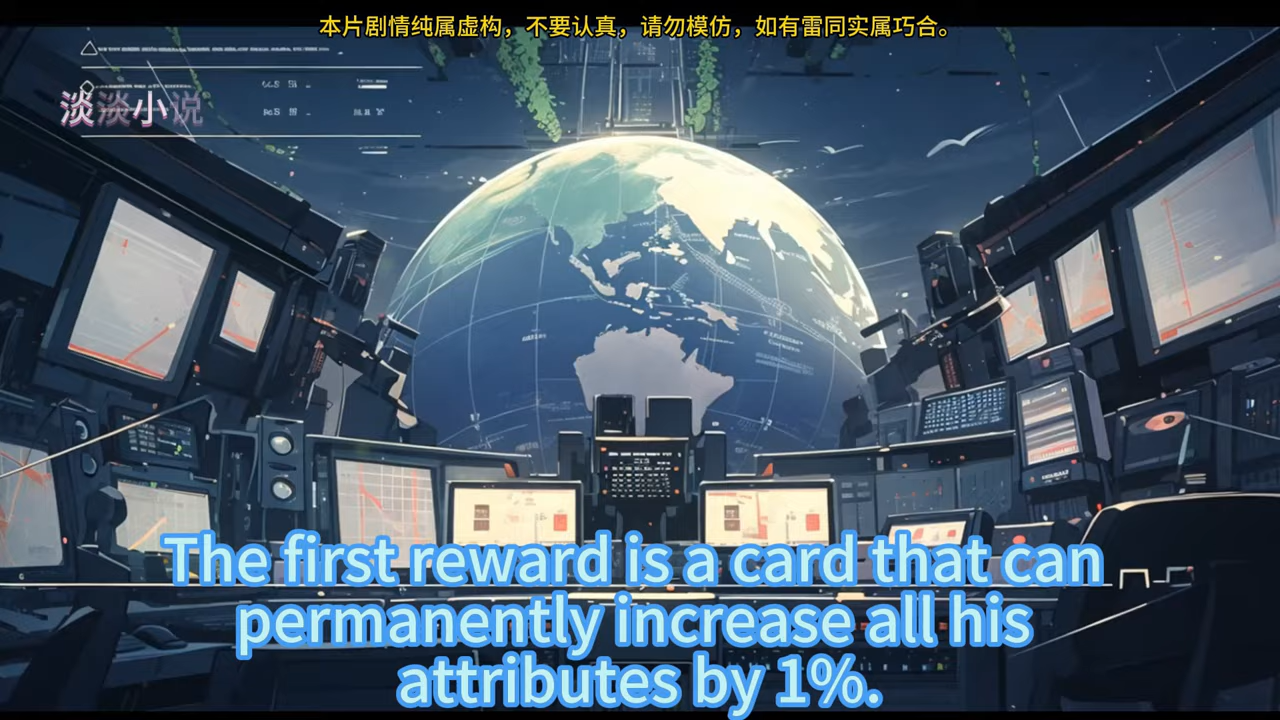 本片剧情纯属虚构，不要认真，请勿模仿，如有雷同实属巧合。
淡淡小说
The first reward is a card that can
permanently increase all his
attributes by 1%.